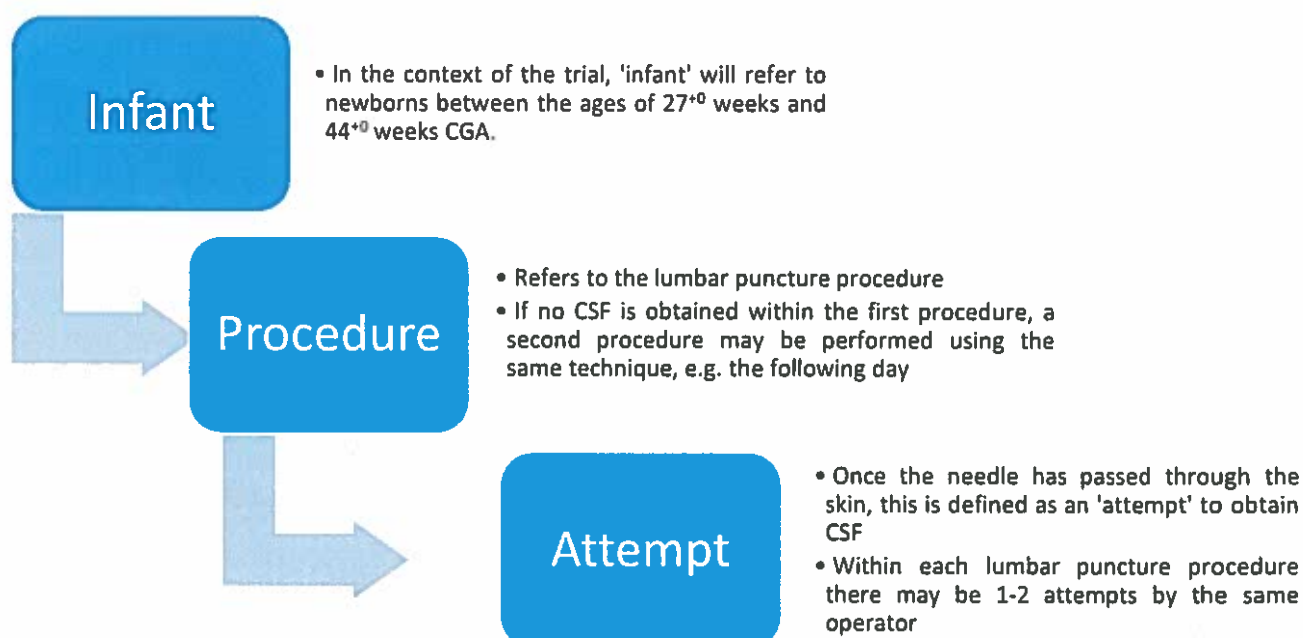 Infant
• In the context of the trial, 'infant' will refer to
newborns between the ages of 27⁺⁰ weeks and
44⁺⁰ weeks CGA.
Procedure
• Refers to the lumbar puncture procedure
• If no CSF is obtained within the first procedure, a
second procedure may be performed using the
same technique, e.g. the following day
Attempt
• Once the needle has passed through the
skin, this is defined as an 'attempt' to obtain
CSF
• Within each lumbar puncture procedure
there may be 1-2 attempts by the same
operator